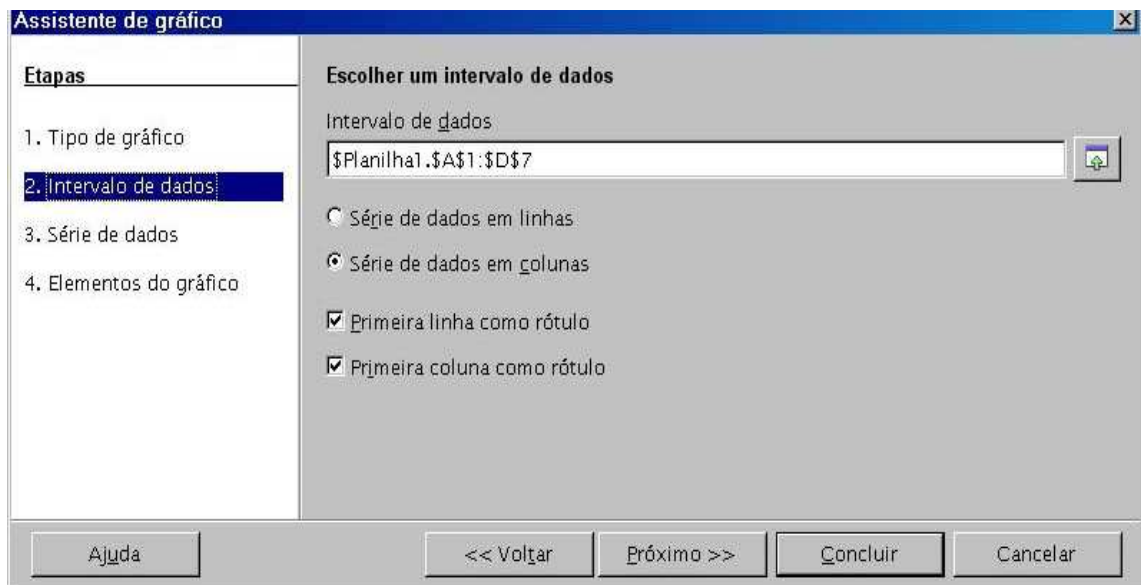 Assistente de gráfico
Etapas
1. Tipo de gráfico
2. Intervalo de dados
3. Série de dados
4. Elementos do gráfico
Escolher um intervalo de dados
Intervalo de dados
$Planilha1.$A$1:$D$7
Série de dados em linhas
Série de dados em colunas
Primeira linha como rótulo
Primeira coluna como rótulo
Ajuda
<< Voltar
Próximo >>
Concluir
Cancelar